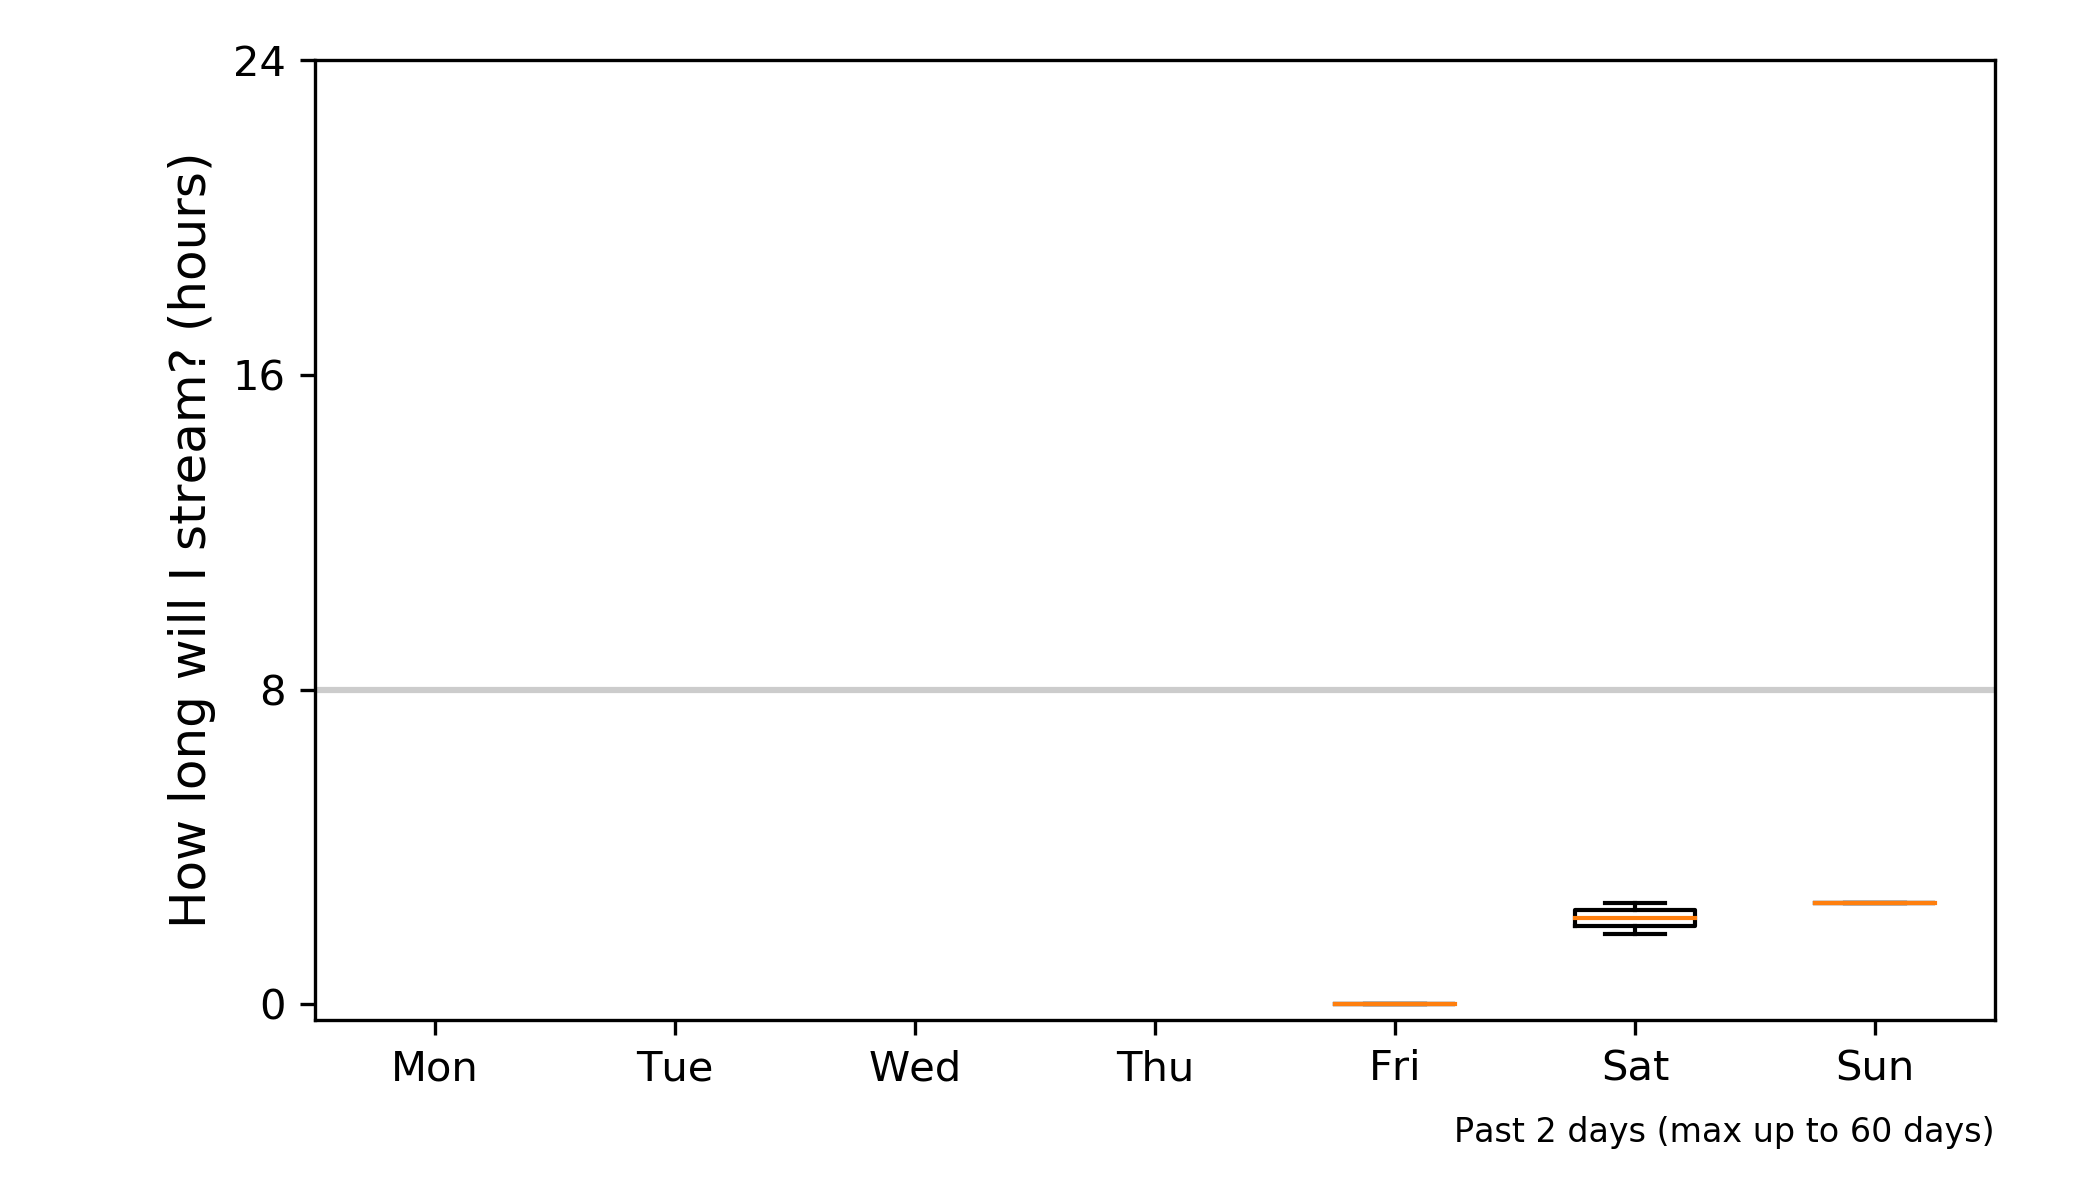 How long will I stream? (hours)
24
16
8
0
Mon Tue Wed Thu Fri Sat Sun
Past 2 days (max up to 60 days)